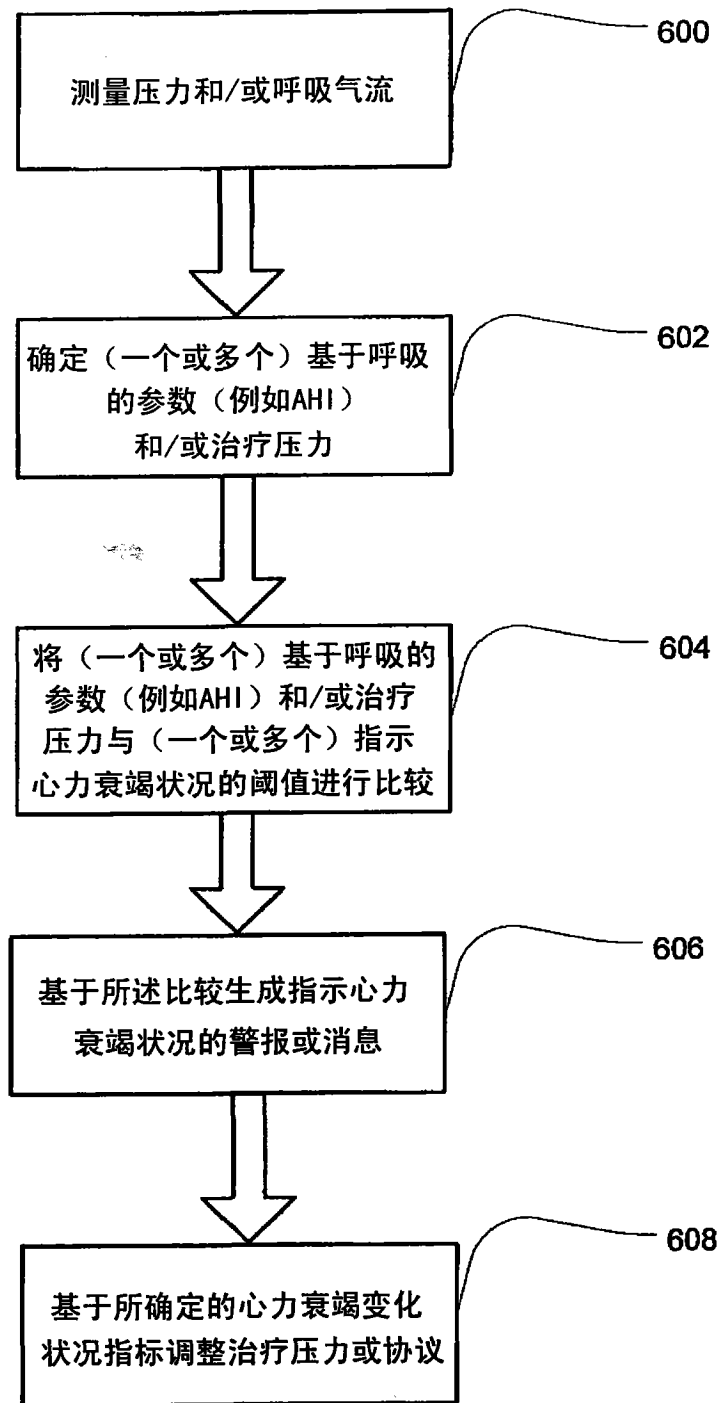 测量压力和/或呼吸气流
600
确定（一个或多个）基于呼吸
的参数（例如AHI）
和/或治疗压力
602
将（一个或多个）基于呼吸的
参数（例如AHI）和/或治疗
压力与（一个或多个）指示
心力衰竭状况的阈值进行比较
604
基于所述比较生成指示心力
衰竭状况的警报或消息
606
基于所确定的心力衰竭变化
状况指标调整治疗压力或协议
608